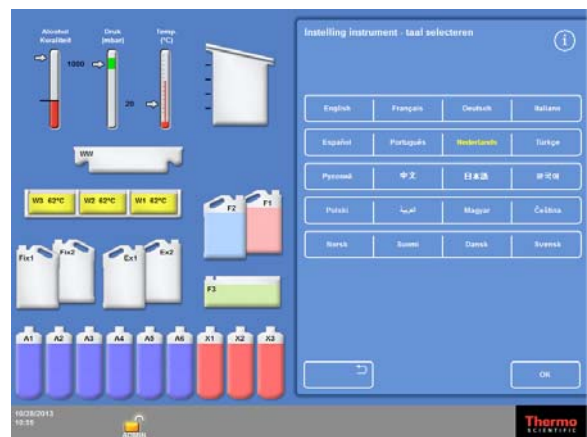 Alcohol Kwaliteit
Druk (mbar)
Temp. (°C)
1000
20
WW
W3 62°C
W2 62°C
W1 62°C
F2
F1
Fix1
Fix2
Ex1
Ex2
F3
A1
A2
A3
A4
A5
A6
X1
X2
X3
Instelling instrument - taal selecteren
i
English
Français
Deutsch
Italiano
Español
Português
Nederlands
Türkçe
Русский
中文
日本語
한국어
Polski
العربية
Magyar
Čeština
Norsk
Suomi
Dansk
Svensk
OK
10/28/2013
ADMIN
Thermo
SCIENTIFIC